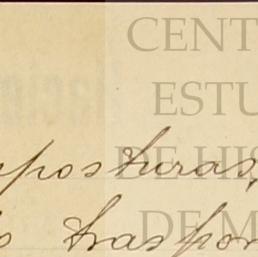 CENT
ESTU
DE HIS
DE M
posturas,
traspor